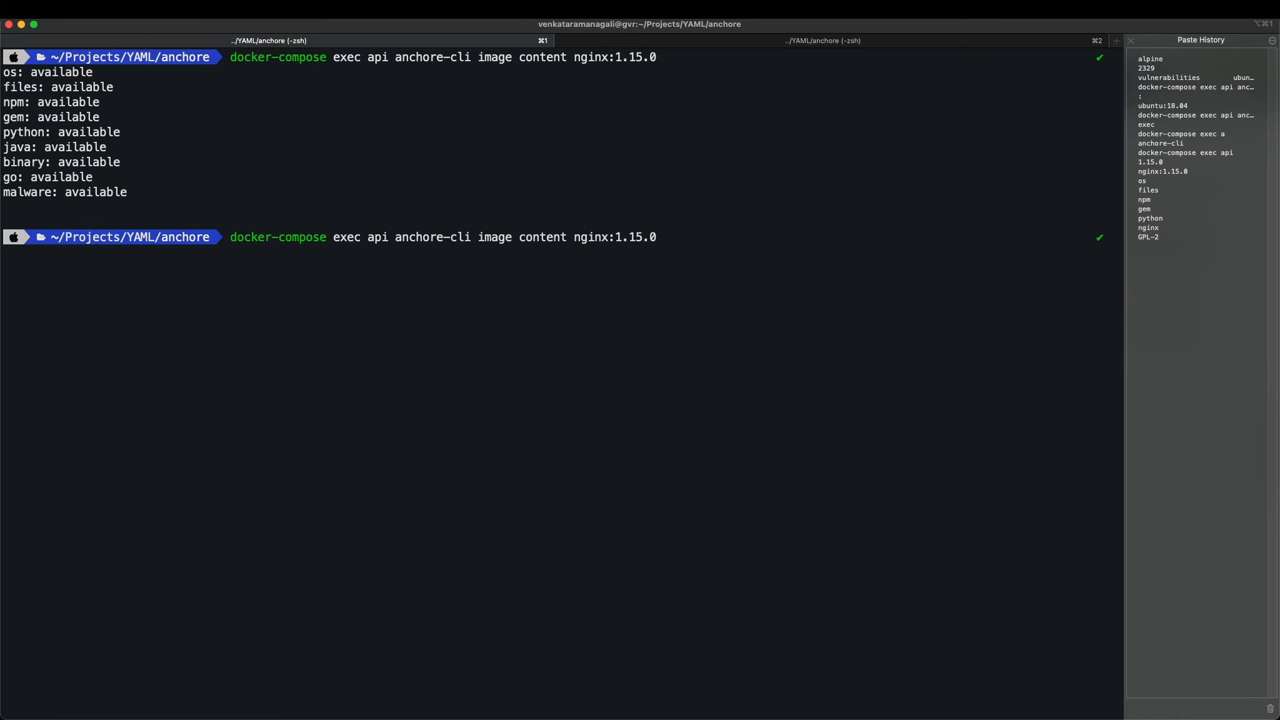 venkataramanagali@gvr:~/Projects/YAML/anchore
⌥⌘1
../YAML/anchore (-zsh) ⌘1 ../YAML/anchore (-zsh) ⌘2 +
~/Projects/YAML/anchore docker-compose exec api anchore-cli image content nginx:1.15.0 ✔
os: available
files: available
npm: available
gem: available
python: available
java: available
binary: available
go: available
malware: available
~/Projects/YAML/anchore docker-compose exec api anchore-cli image content nginx:1.15.0 ✔
Paste History
alpine
2329
vulnerabilities ubun…
docker-compose exec api anc…
;
ubuntu:18.04
docker-compose exec api anc…
exec
docker-compose exec a
anchore-cli
docker-compose exec api
1.15.0
nginx:1.15.0
os
files
npm
gem
python
nginx
GPL-2